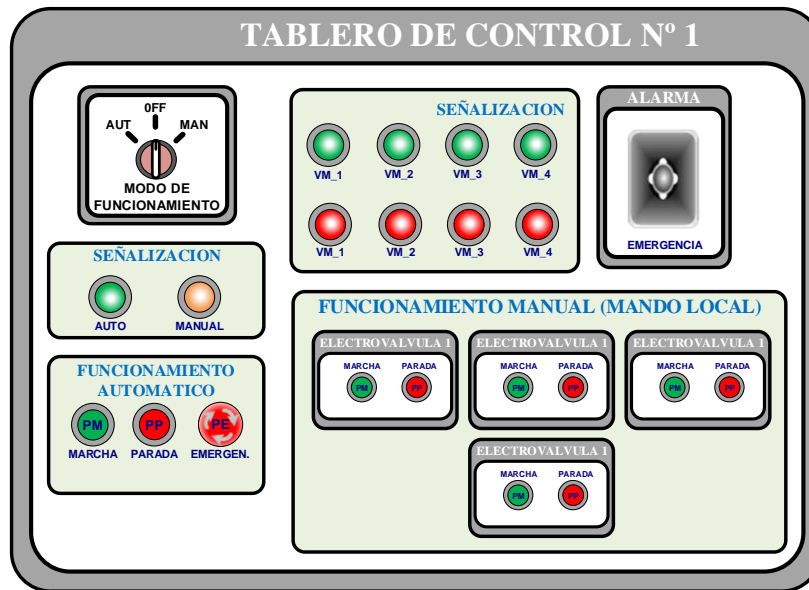 TABLERO DE CONTROL Nº 1
0FF
AUT
MAN
MODO DE
FUNCIONAMIENTO
SEÑALIZACION
VM_1
VM_2
VM_3
VM_4
VM_1
VM_2
VM_3
VM_4
ALARMA
EMERGENCIA
SEÑALIZACION
AUTO
MANUAL
FUNCIONAMIENTO
AUTOMATICO
PM
PP
PE
MARCHA
PARADA
EMERGEN.
FUNCIONAMIENTO MANUAL (MANDO LOCAL)
ELECTROVALVULA 1
MARCHA
PARADA
PM
PP
ELECTROVALVULA 1
MARCHA
PARADA
PM
PP
ELECTROVALVULA 1
MARCHA
PARADA
PM
PP
ELECTROVALVULA 1
MARCHA
PARADA
PM
PP